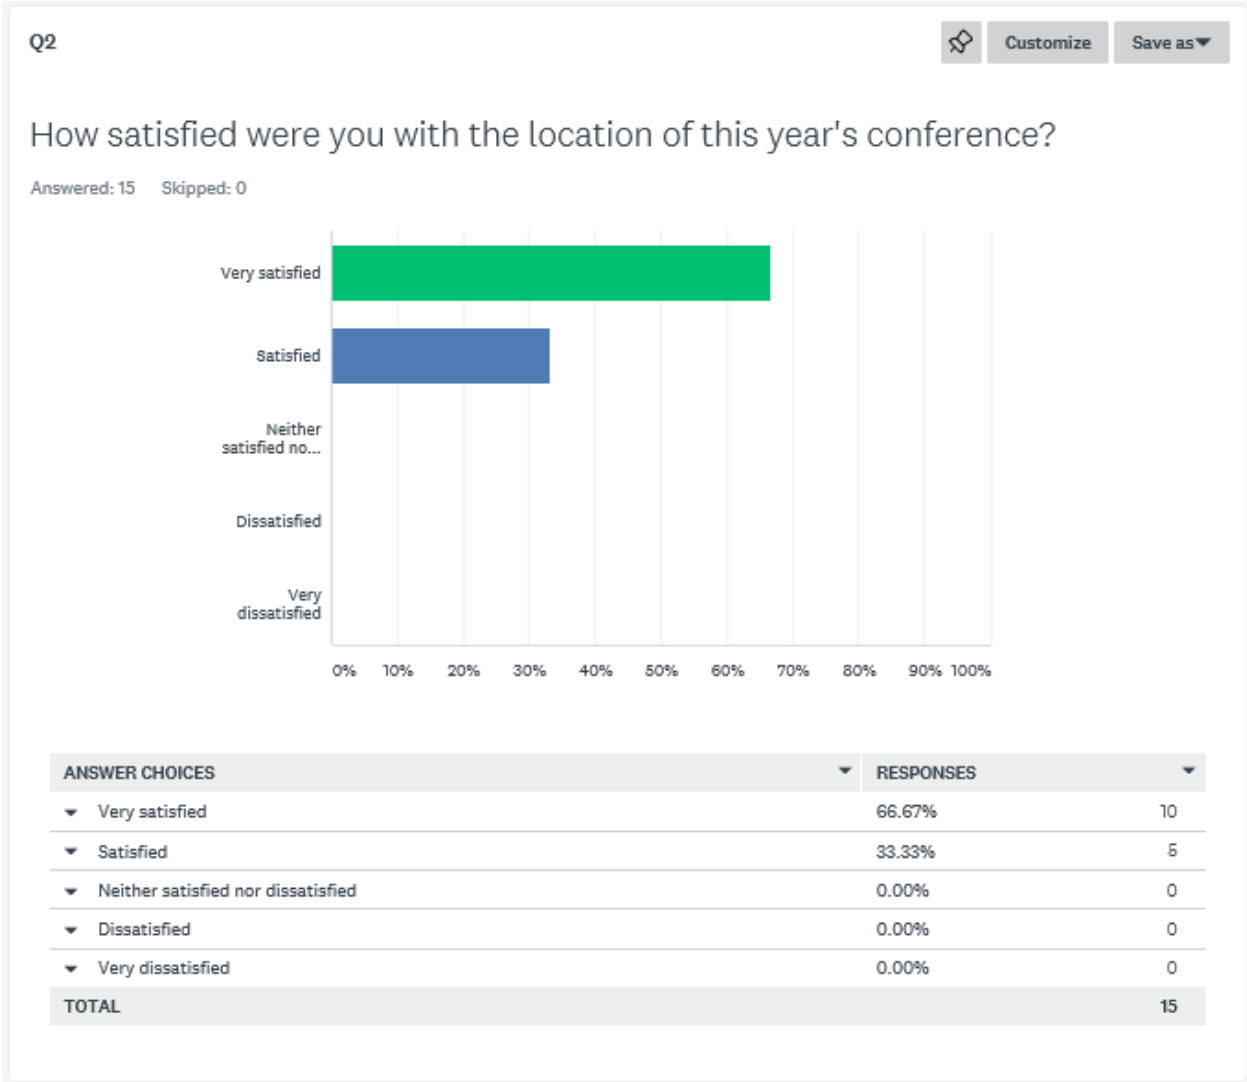 Q2
Customize
Save as
How satisfied were you with the location of this year's conference?
Answered: 15 Skipped: 0
Very satisfied
Satisfied
Neither
satisfied no...
Dissatisfied
Very
dissatisfied
0% 10% 20% 30% 40% 50% 60% 70% 80% 90% 100%
ANSWER CHOICES RESPONSES
Very satisfied 66.67% 10
Satisfied 33.33% 5
Neither satisfied nor dissatisfied 0.00% 0
Dissatisfied 0.00% 0
Very dissatisfied 0.00% 0
TOTAL 15